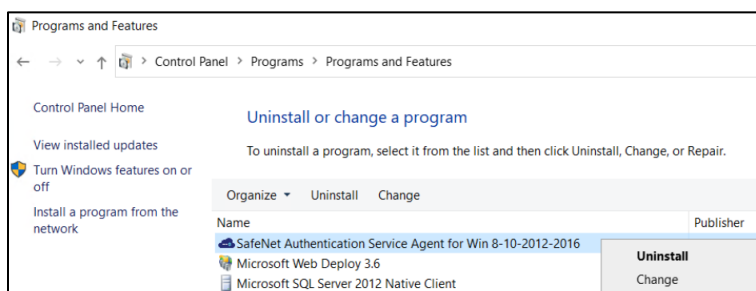 Programs and Features
Control Panel > Programs > Programs and Features
Control Panel Home
View installed updates
Turn Windows features on or
off
Install a program from the
network
Uninstall or change a program
To uninstall a program, select it from the list and then click Uninstall, Change, or Repair.
Organize Uninstall Change
Name Publisher
SafeNet Authentication Service Agent for Win 8-10-2012-2016
Microsoft Web Deploy 3.6
Microsoft SQL Server 2012 Native Client
Uninstall
Change